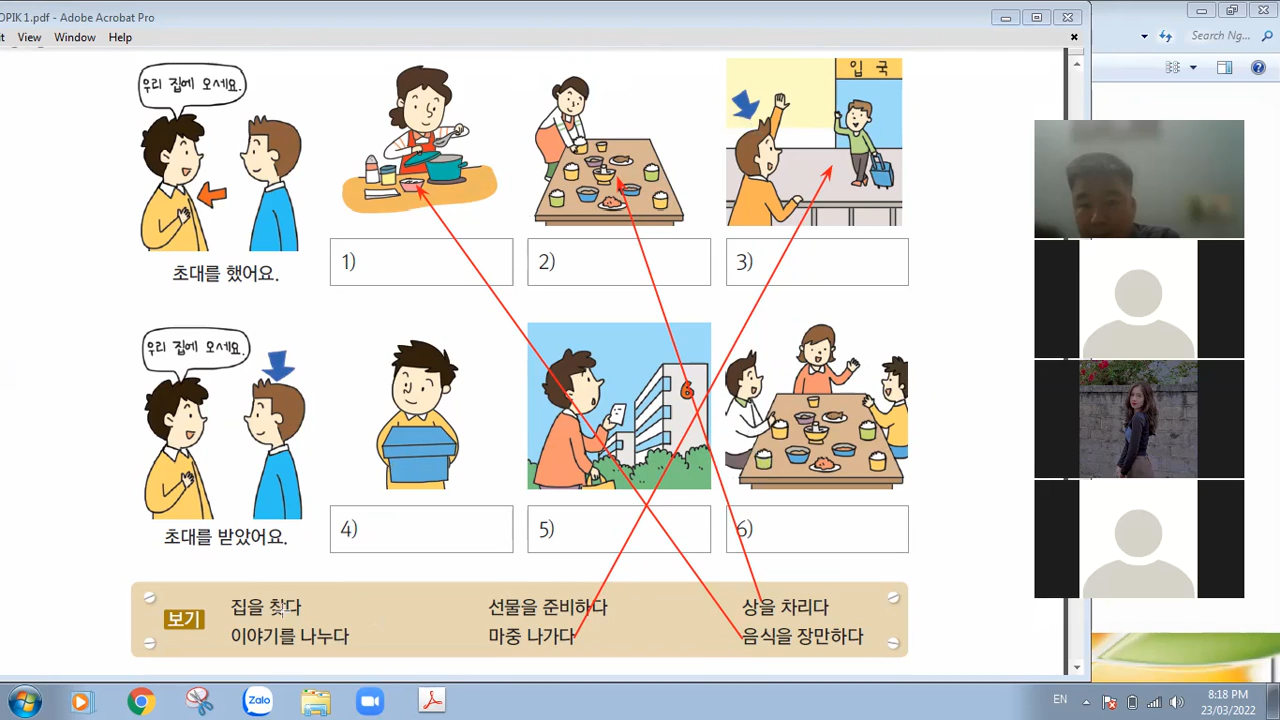 OPIK1.pdf - Adobe Acrobat Pro
it View Window Help
Search Ng...
우리 집에 오세요.
입 국
초대를 했어요.
1)
2)
3)
우리 집에 오세요.
6
초대를 받았어요.
4)
5)
6)
보기
집을 찾다
선물을 준비하다
상을 차리다
이야기를 나누다
마중 나가다
음식을 장만하다
Zalo
EN
8:18 PM
23/03/2022